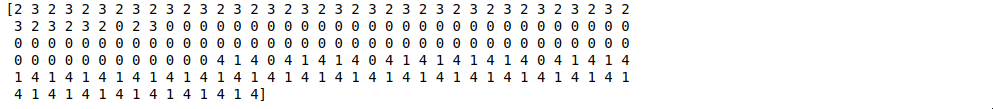 [2 3 2 3 2 3 2 3 2 3 2 3 2 3 2 3 2 3 2 3 2 3 2 3 2 3 2 3 2 3 2 3 2 3 2 3 2
3 2 3 2 3 2 0 2 3 0 0 0 0 0 0 0 0 0 0 0 0 0 0 0 0 0 0 0 0 0 0 0 0 0 0 0 0
0 0 0 0 0 0 0 0 0 0 0 0 0 0 0 0 0 0 0 0 0 0 0 0 0 0 0 0 0 0 0 0 0 0 0 0 0
0 0 0 0 0 0 0 0 0 0 0 0 4 1 4 0 4 1 4 1 4 0 4 1 4 1 4 1 4 1 4 0 4 1 4 1 4
1 4 1 4 1 4 1 4 1 4 1 4 1 4 1 4 1 4 1 4 1 4 1 4 1 4 1 4 1 4 1 4 1 4 1 4 1
4 1 4 1 4 1 4 1 4 1 4 1 4 1 4]